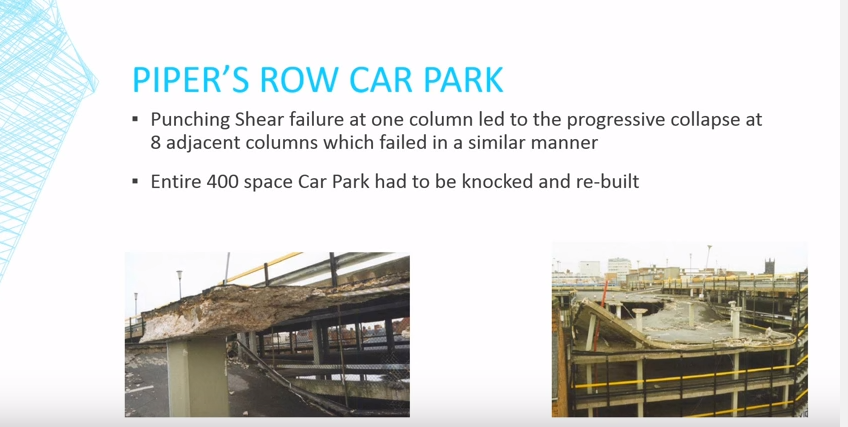 PIPER'S ROW CAR PARK
▪ Punching Shear failure at one column led to the progressive collapse at
8 adjacent columns which failed in a similar manner
▪ Entire 400 space Car Park had to be knocked and re-built